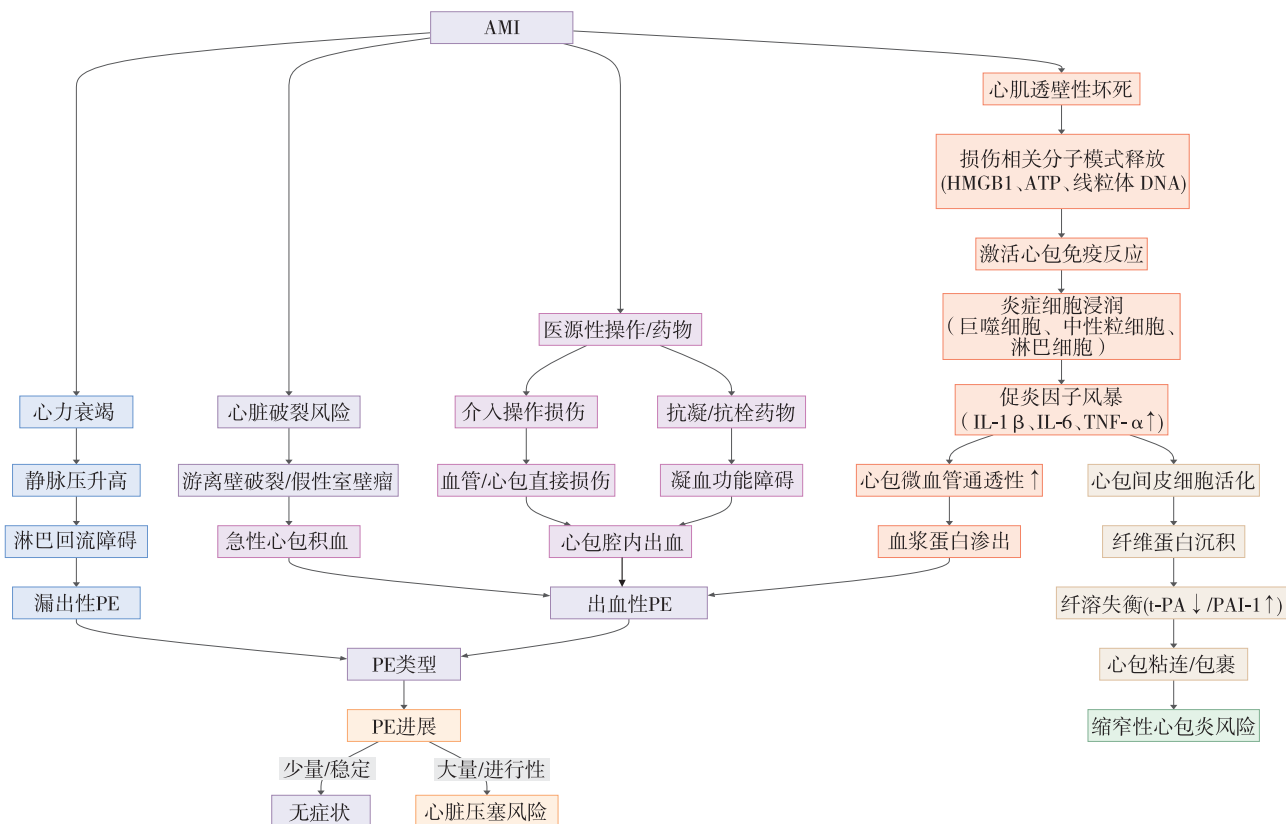 AMI
心肌透壁性坏死
损伤相关分子模式释放
(HMGB1、ATP、线粒体 DNA)
激活心包免疫反应
炎症细胞浸润
（巨噬细胞、中性粒细胞、
淋巴细胞）
医源性操作/药物
心力衰竭
心脏破裂风险
介入操作损伤
抗凝/抗栓药物
促炎因子风暴
（IL-1β、IL-6、TNF-α↑）
静脉压升高
游离壁破裂/假性室壁瘤
血管/心包直接损伤
凝血功能障碍
心包微血管通透性↑
心包间皮细胞活化
淋巴回流障碍
急性心包积血
心包腔内出血
血浆蛋白渗出
纤维蛋白沉积
漏出性PE
出血性PE
纤溶失衡(t-PA↓/PAI-1↑)
PE类型
心包粘连/包裹
PE进展
缩窄性心包炎风险
少量/稳定
大量/进行性
无症状
心脏压塞风险